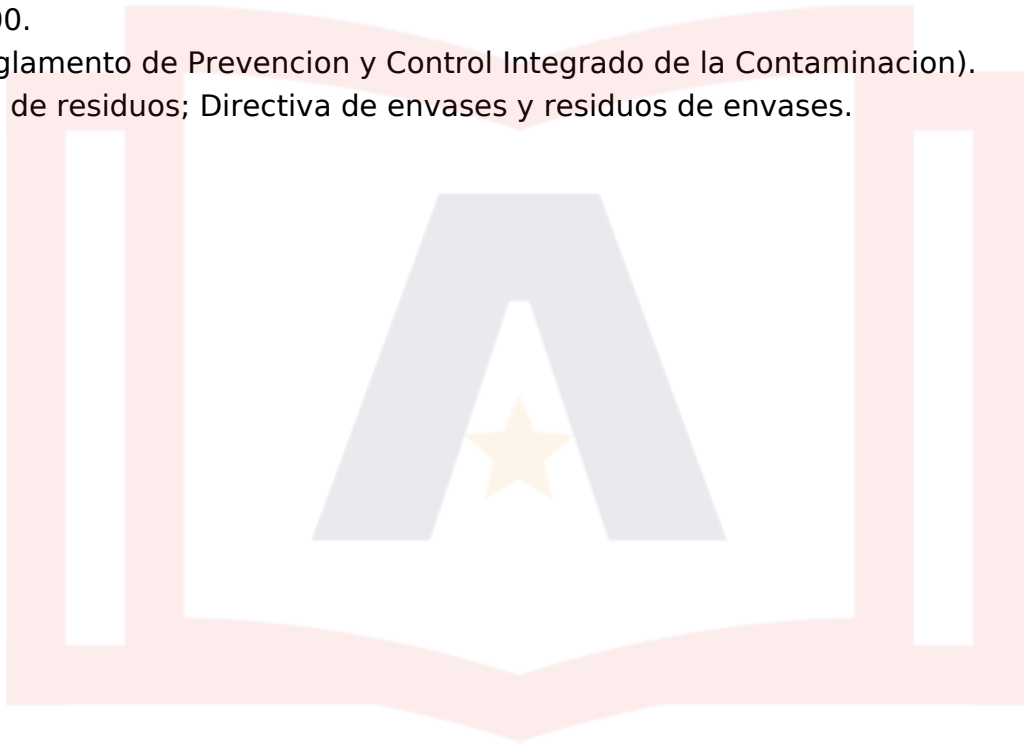 00.
glamento de Prevencion y Control Integrado de la Contaminacion).
de residuos; Directiva de envases y residuos de envases.